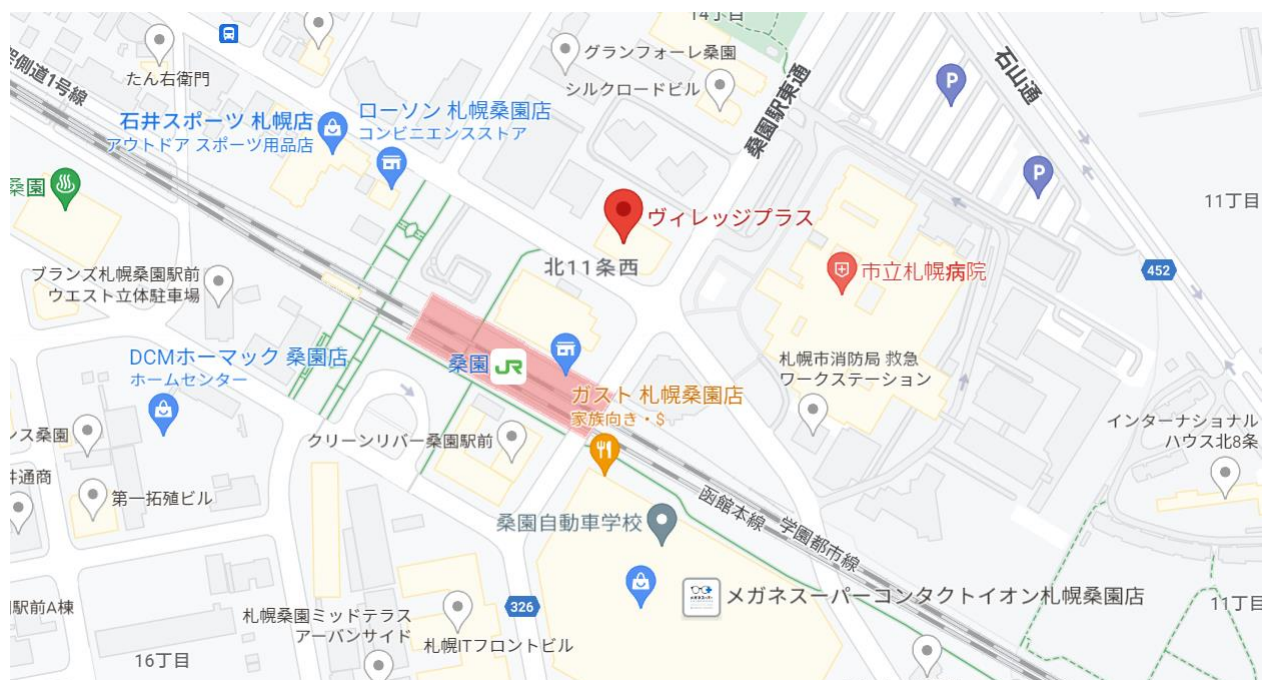 14丁目
グランフォーレ桑園
シルクロードビル
たん右衛門
架側道1号線
石井スポーツ 札幌店
アウトドア スポーツ用品店
ローソン 札幌桑園店
コンビニエンスストア
桑園駅東通
石山通
P
P
11丁目
桑園
ヴィレッジプラス
北11条西
市立札幌病院
452
ブランズ札幌桑園駅前
ウエスト立体駐車場
DCMホーマック 桑園店
ホームセンター
桑園
JR
札幌市消防局 救急
ワークステーション
ガスト 札幌桑園店
家族向き・$
インターナショナル
ハウス北8条
ンス桑園
クリーンリバー桑園駅前
井通商
第一拓殖ビル
桑園自動車学校
函館本線
学園都市線
メガネスーパーコンタクトイオン札幌桑園店
326
駅前A棟
札幌桑園ミッドテラス
アーバンサイド
札幌ITフロントビル
11丁目
16丁目